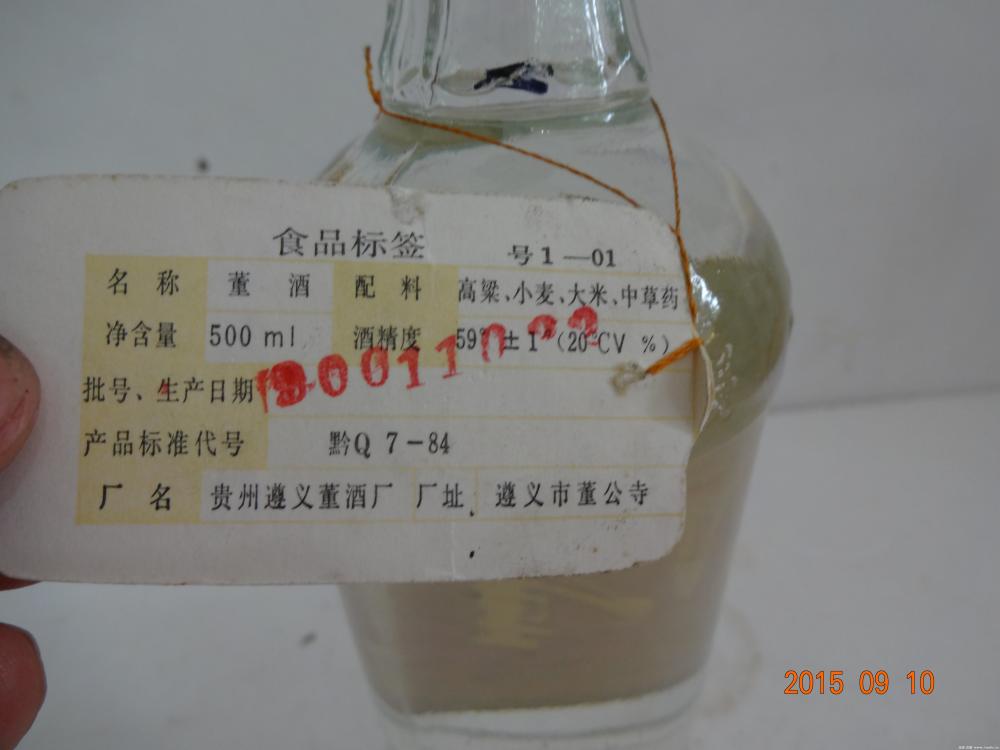 食品标签 号1—01
名 称 董 酒 配 料 高粱、小麦、大米、中草药
净含量 500 ml 酒精度 59°±1°(20°CV %)
批号、生产日期
产品标准代号 黔Q 7-84
厂 名 贵州遵义董酒厂 厂址 遵义市董公寺
2015 09 10